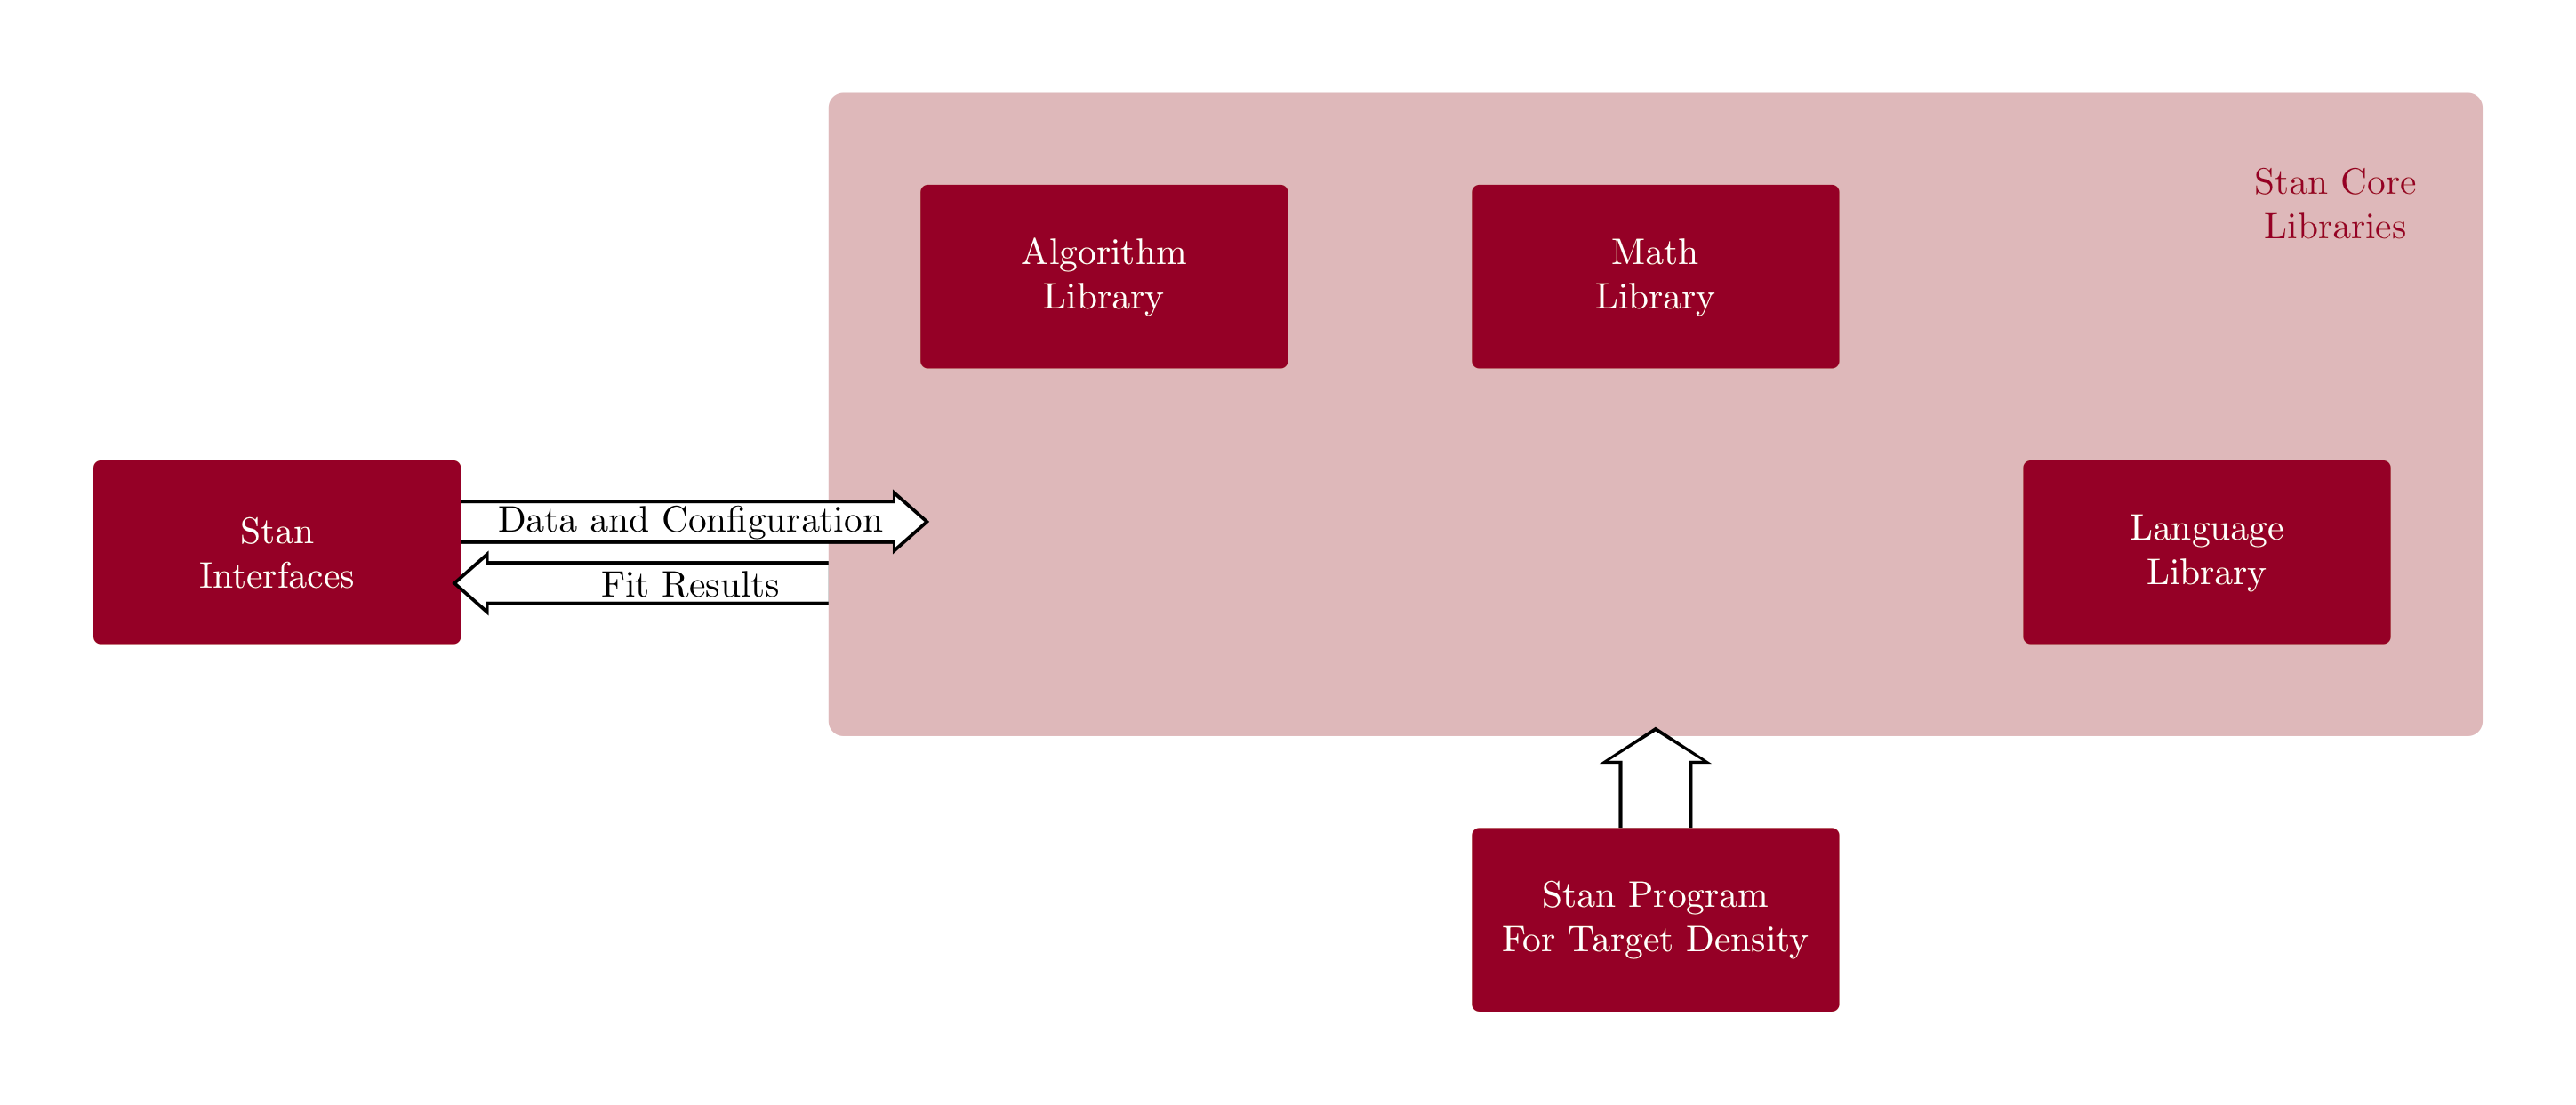 Stan Core
Libraries
Algorithm
Library
Math
Library
Stan
Interfaces
Data and Configuration
Fit Results
Language
Library
Stan Program
For Target Density